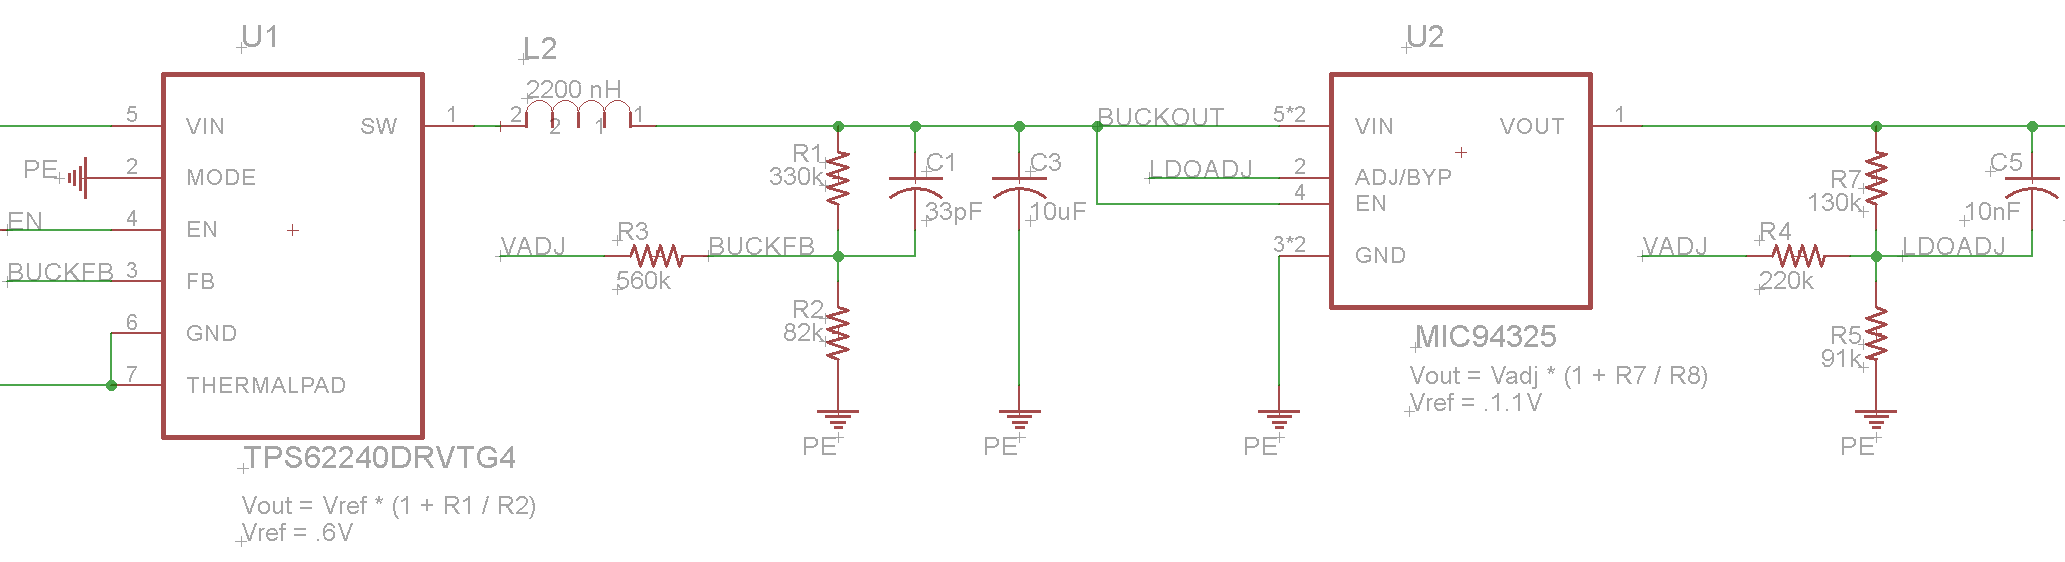 U1
5
VIN
SW
1
PE
2
MODE
EN
4
EN
BUCKFB
3
FB
6
GND
7
THERMALPAD
TPS62240DRVTG4
Vout = Vref * (1 + R1 / R2)
Vref = .6V
L2
2200 nH
2
2
1
1
R1
330k
C1
33pF
C3
10uF
VADJ
R3
560k
BUCKFB
R2
82k
PE
PE
BUCKOUT
LDOADJ
U2
5*2
VIN
VOUT
1
2
ADJ/BYP
4
EN
3*2
GND
PE
MIC94325
Vout = Vadj * (1 + R7 / R8)
Vref = .1.1V
R7
130k
C5
10nF
VADJ
R4
220k
LDOADJ
R5
91k
PE